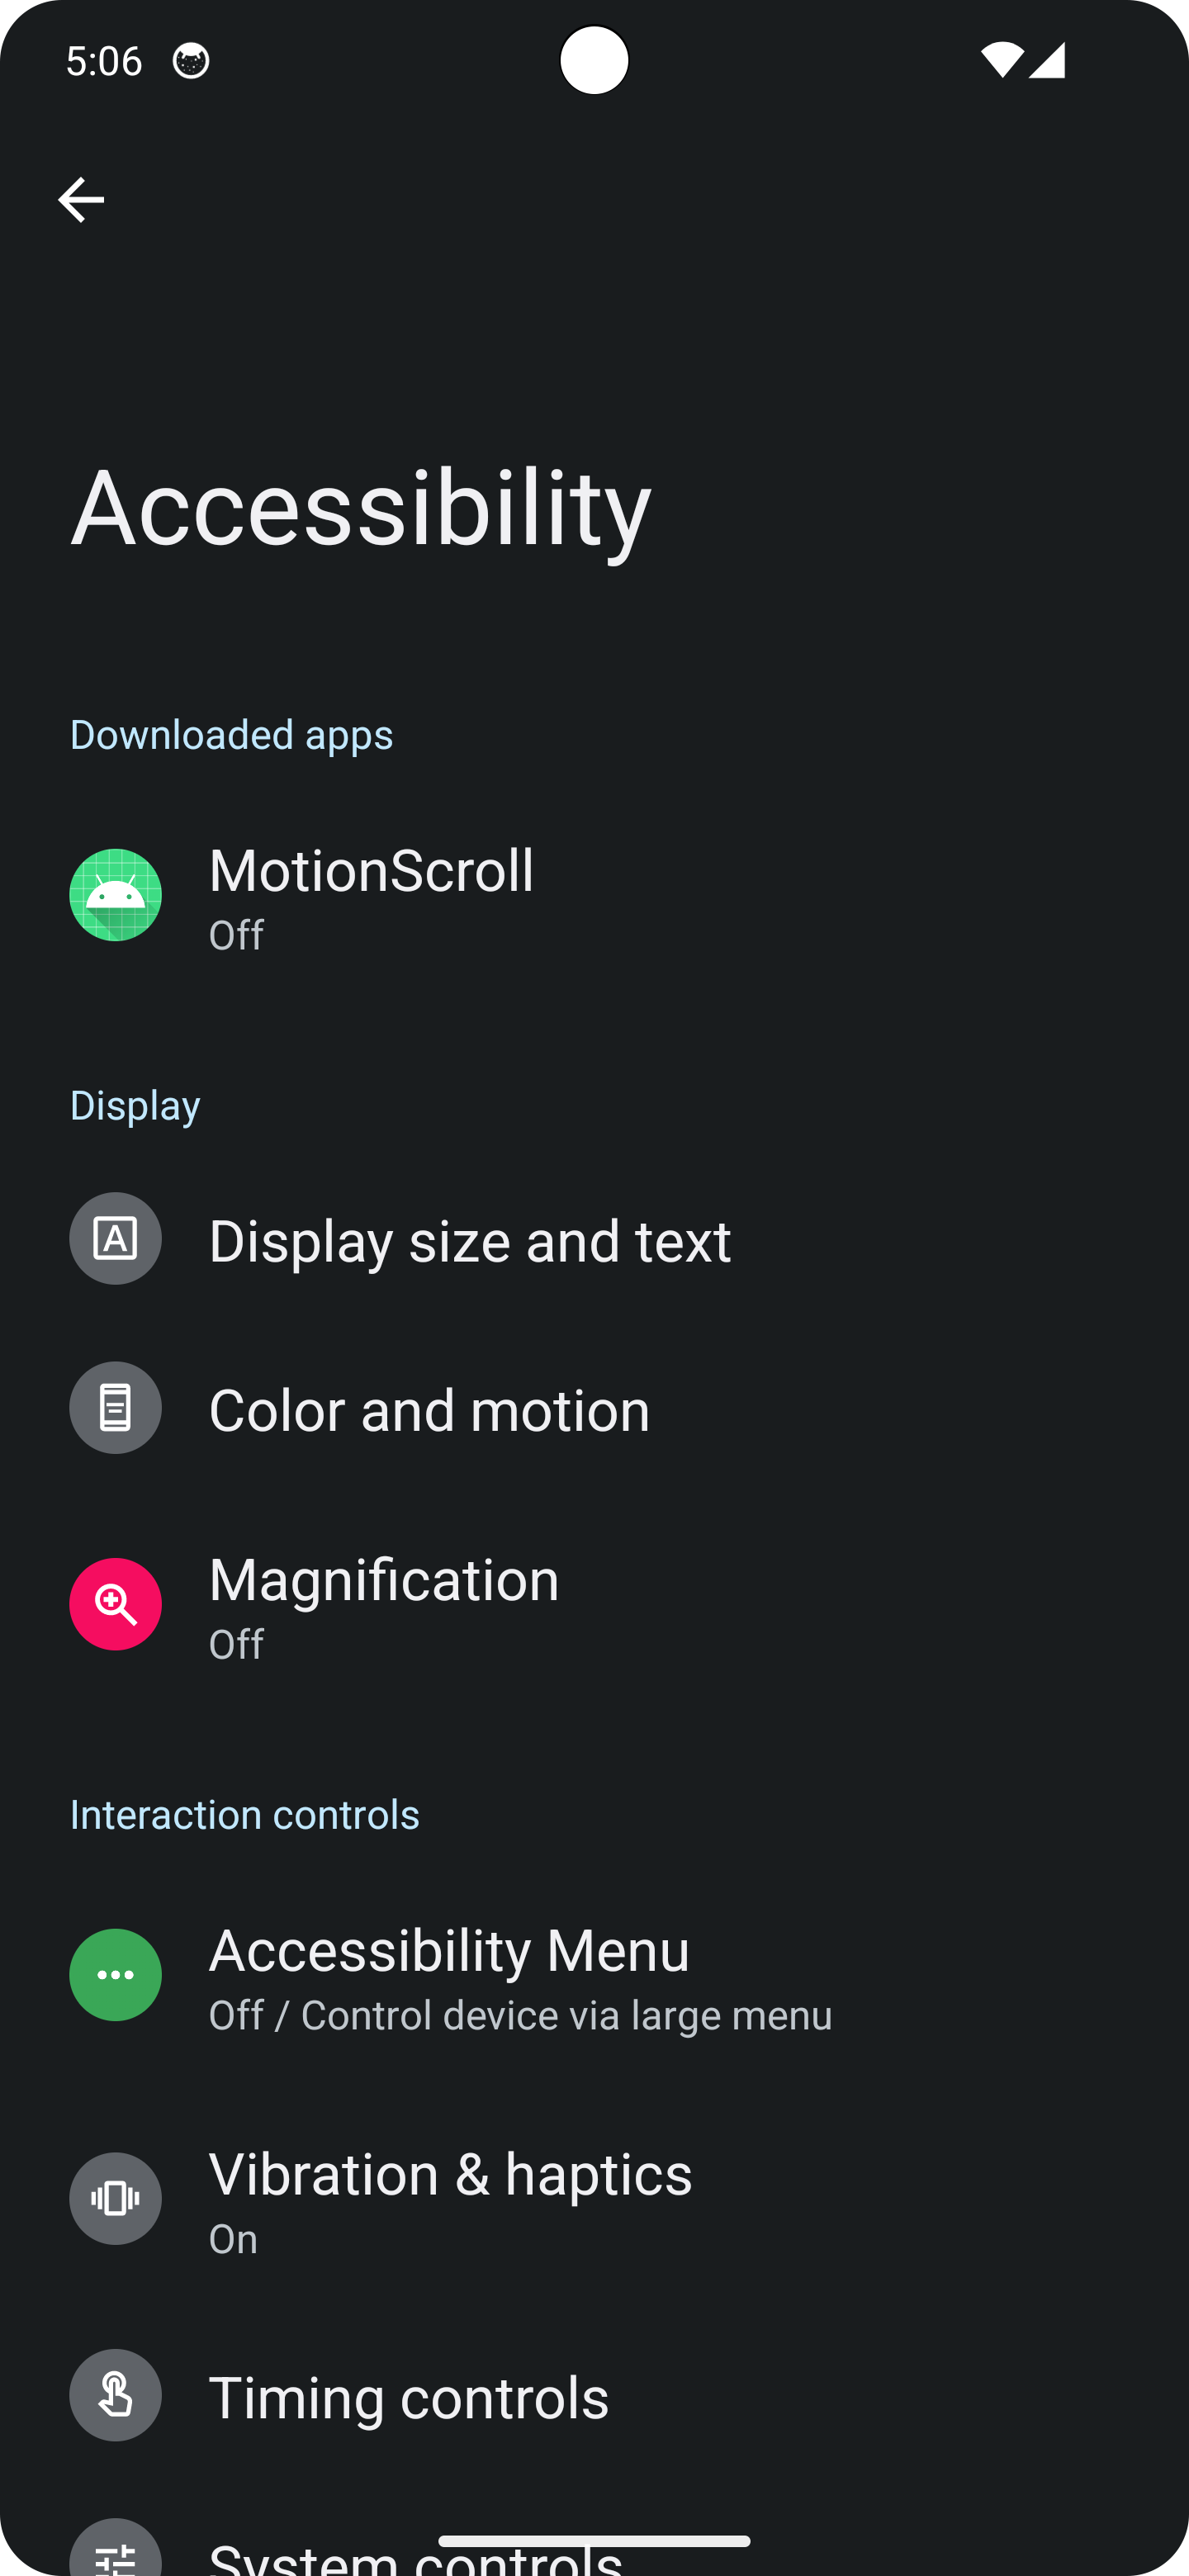 5:06
Accessibility
Downloaded apps
MotionScroll
Off
Display
Display size and text
Color and motion
Magnification
Off
Interaction controls
Accessibility Menu
Off / Control device via large menu
Vibration & haptics
On
Timing controls
System controls